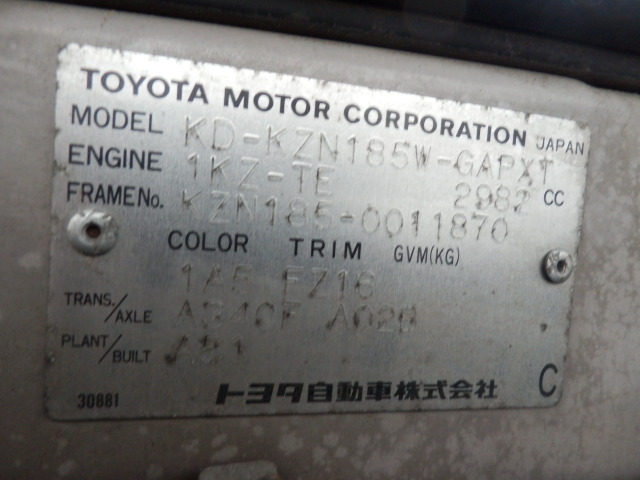 TOYOTA MOTOR CORPORATION JAPAN
MODEL KD-KZN185W-GAPXT
ENGINE 1KZ-TE 2982 CC
FRAME No. KZN185-0011870
COLOR TRIM GVM(KG)
FZ16
TRANS./AXLE A340F A02B
PLANT/BUILT
30881 トヨタ自動車株式会社 C